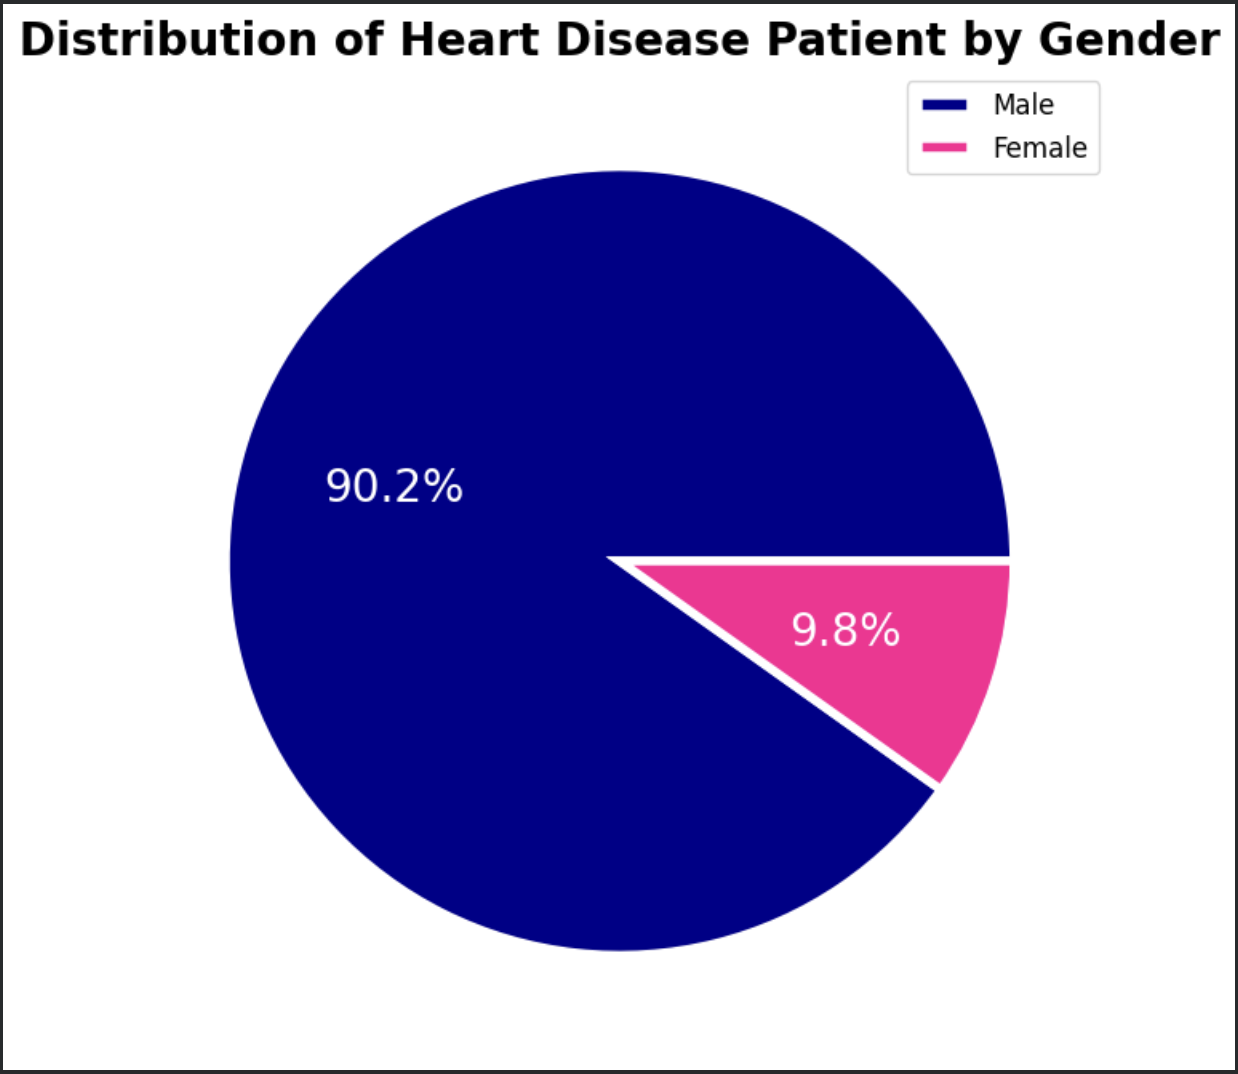 Distribution of Heart Disease Patient by Gender
Male
Female
90.2%
9.8%